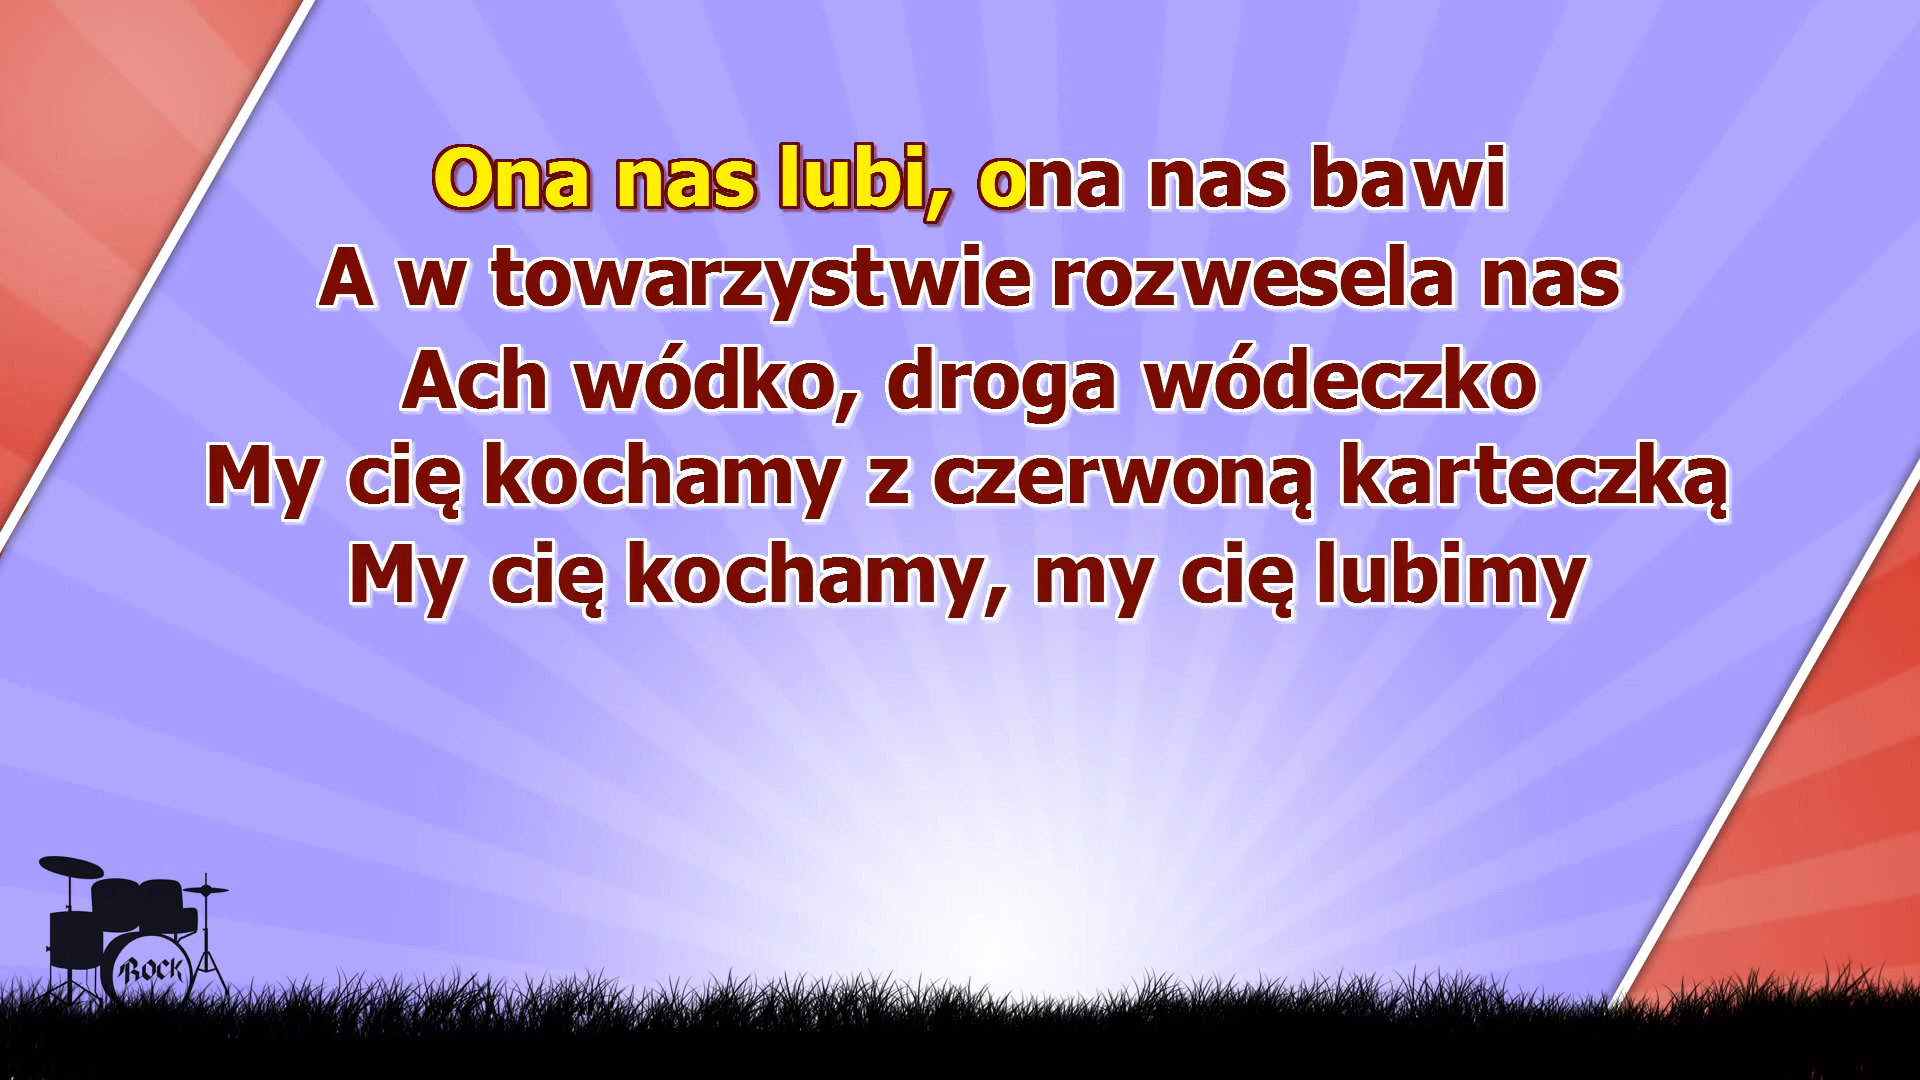 Ona nas lubi, ona nas bawi
A w towarzystwie rozwesela nas
Ach wódko, droga wódeczko
My cię kochamy z czerwoną karteczką
My cię kochamy, my cię lubimy
ROCK